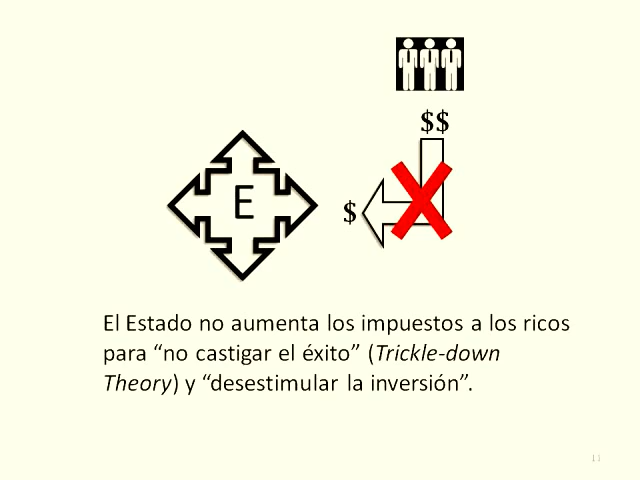 $$
E
$
El Estado no aumenta los impuestos a los ricos
para “no castigar el éxito” (Trickle-down
Theory) y “desestimular la inversión”.
11